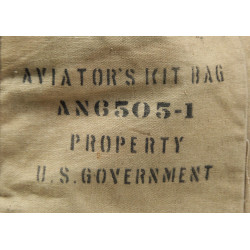 AVIATOR'S KIT BAG
AN6505-1
PROPERTY
U.S. GOVERNMENT